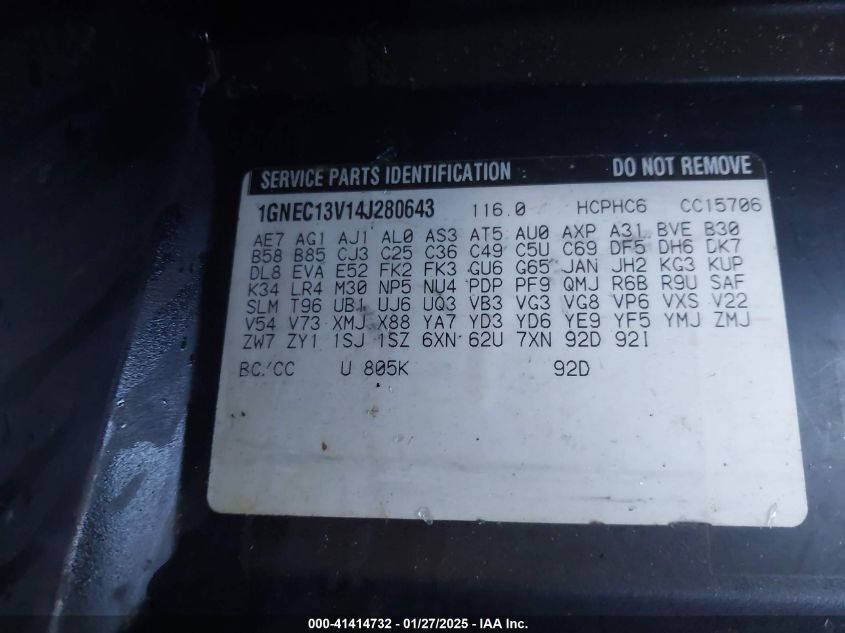 SERVICE PARTS IDENTIFICATION DO NOT REMOVE
1GNEC13V14J280643 116.0 HCPHC6 CC15706
AE7 AG1 AJ1 AL0 AS3 AT5 AU0 AXP A31 BVE B30
B58 B85 CJ3 C25 C36 C49 C5U C69 DF5 DH6 DK7
DL8 EVA E52 FK2 FK3 GU6 G65 JAN JH2 KG3 KUP
K34 LR4 M30 NP5 NU4 PDP PF9 QMJ R6B R9U SAF
SLM T96 UB1 UJ6 UQ3 VB3 VG3 VG8 VP6 VXS V22
V54 V73 XMJ X88 YA7 YD3 YD6 YE9 YF5 YMJ ZMJ
ZW7 ZY1 1SJ 1SZ 6XN 62U 7XN 92D 92I
BC/CC U 805K 92D
000-41414732 - 01/27/2025 - IAA Inc.